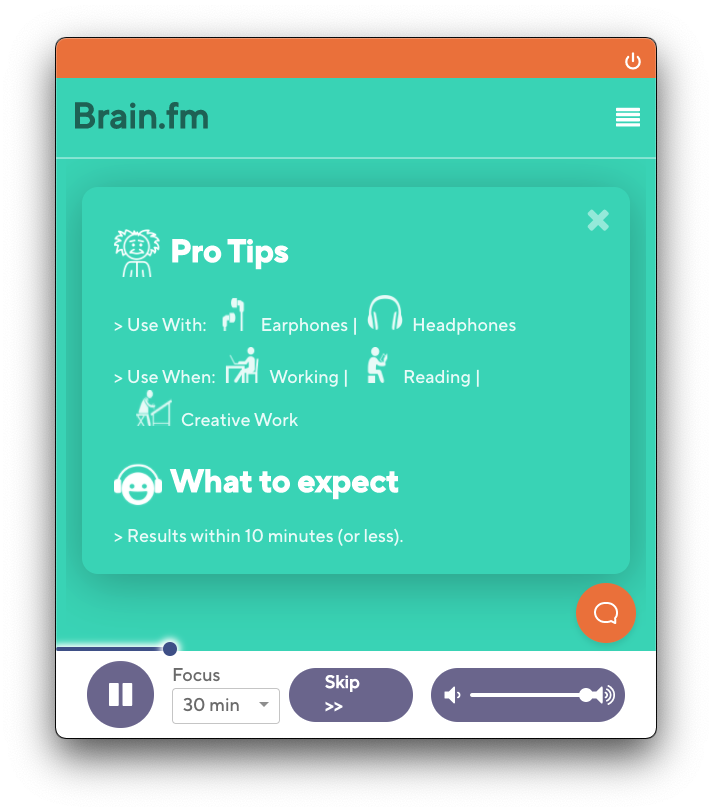 Brain.fm
Pro Tips
> Use With: Earphones | Headphones
> Use When: Working | Reading |
Creative Work
What to expect
> Results within 10 minutes (or less).
Focus
30 min
Skip
>>